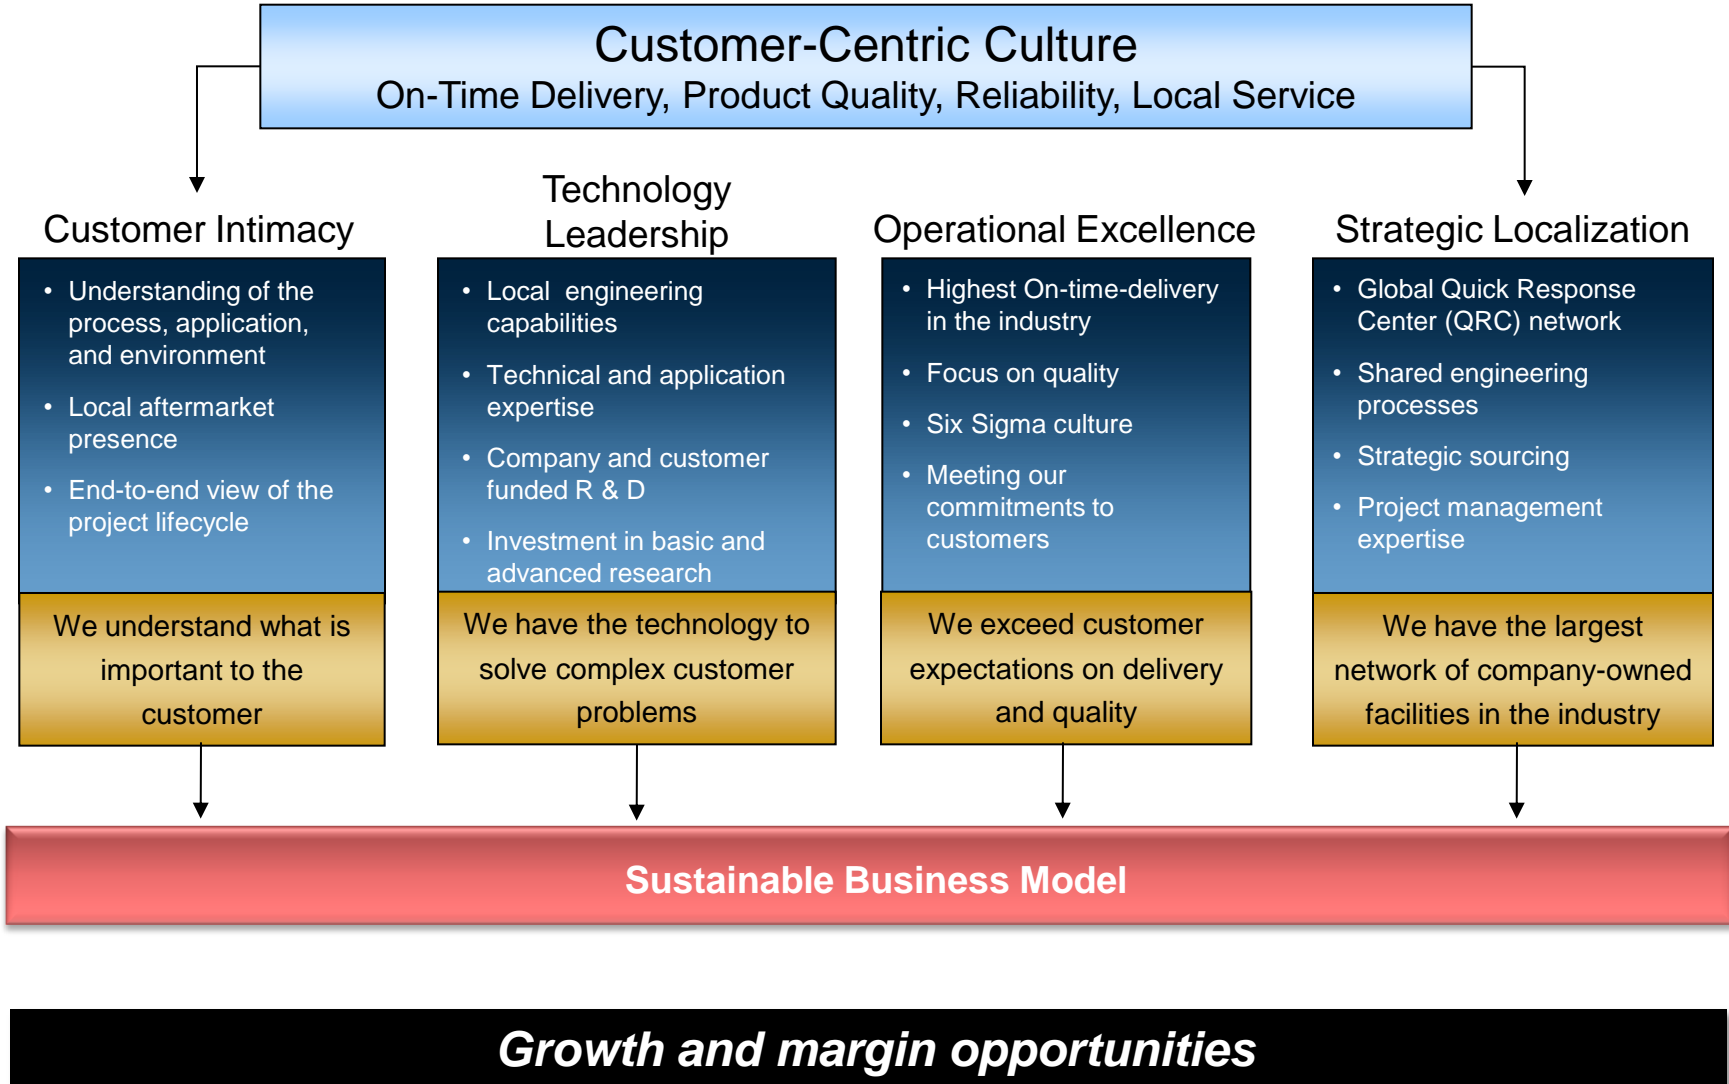 Customer-Centric Culture
On-Time Delivery, Product Quality, Reliability, Local Service
Customer Intimacy
• Understanding of the
process, application,
and environment
• Local aftermarket
presence
• End-to-end view of the
project lifecycle
We understand what is
important to the
customer
Technology
Leadership
• Local engineering
capabilities
• Technical and application
expertise
• Company and customer
funded R & D
• Investment in basic and
advanced research
We have the technology to
solve complex customer
problems
Operational Excellence
• Highest On-time-delivery
in the industry
• Focus on quality
• Six Sigma culture
• Meeting our
commitments to
customers
We exceed customer
expectations on delivery
and quality
Strategic Localization
• Global Quick Response
Center (QRC) network
• Shared engineering
processes
• Strategic sourcing
• Project management
expertise
We have the largest
network of company-owned
facilities in the industry
Sustainable Business Model
Growth and margin opportunities